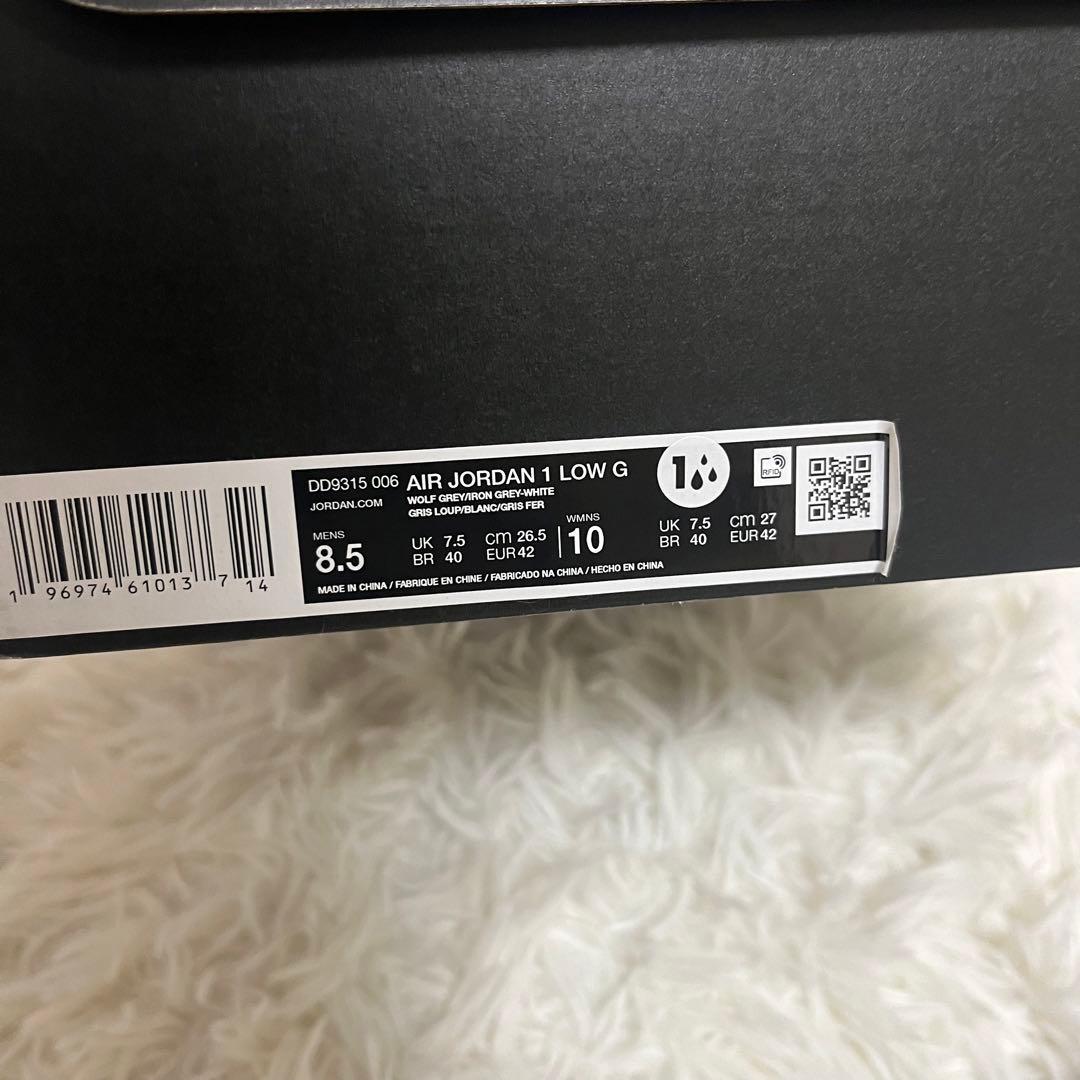 1 96974 61013 7 14
DD9315 006 AIR JORDAN 1 LOW G
JORDAN.COM
WOLF GREY/IRON GREY-WHITE
GRIS LOUP/BLANC/GRIS FER
1
RFID
MENS
8.5
UK 7.5 cm 26.5
BR 40 EUR 42
WMNS
10
UK 7.5 cm 27
BR 40 EUR 42
MADE IN CHINA / FABRIQUE EN CHINE / FABRICADO NA CHINA / HECHO EN CHINA